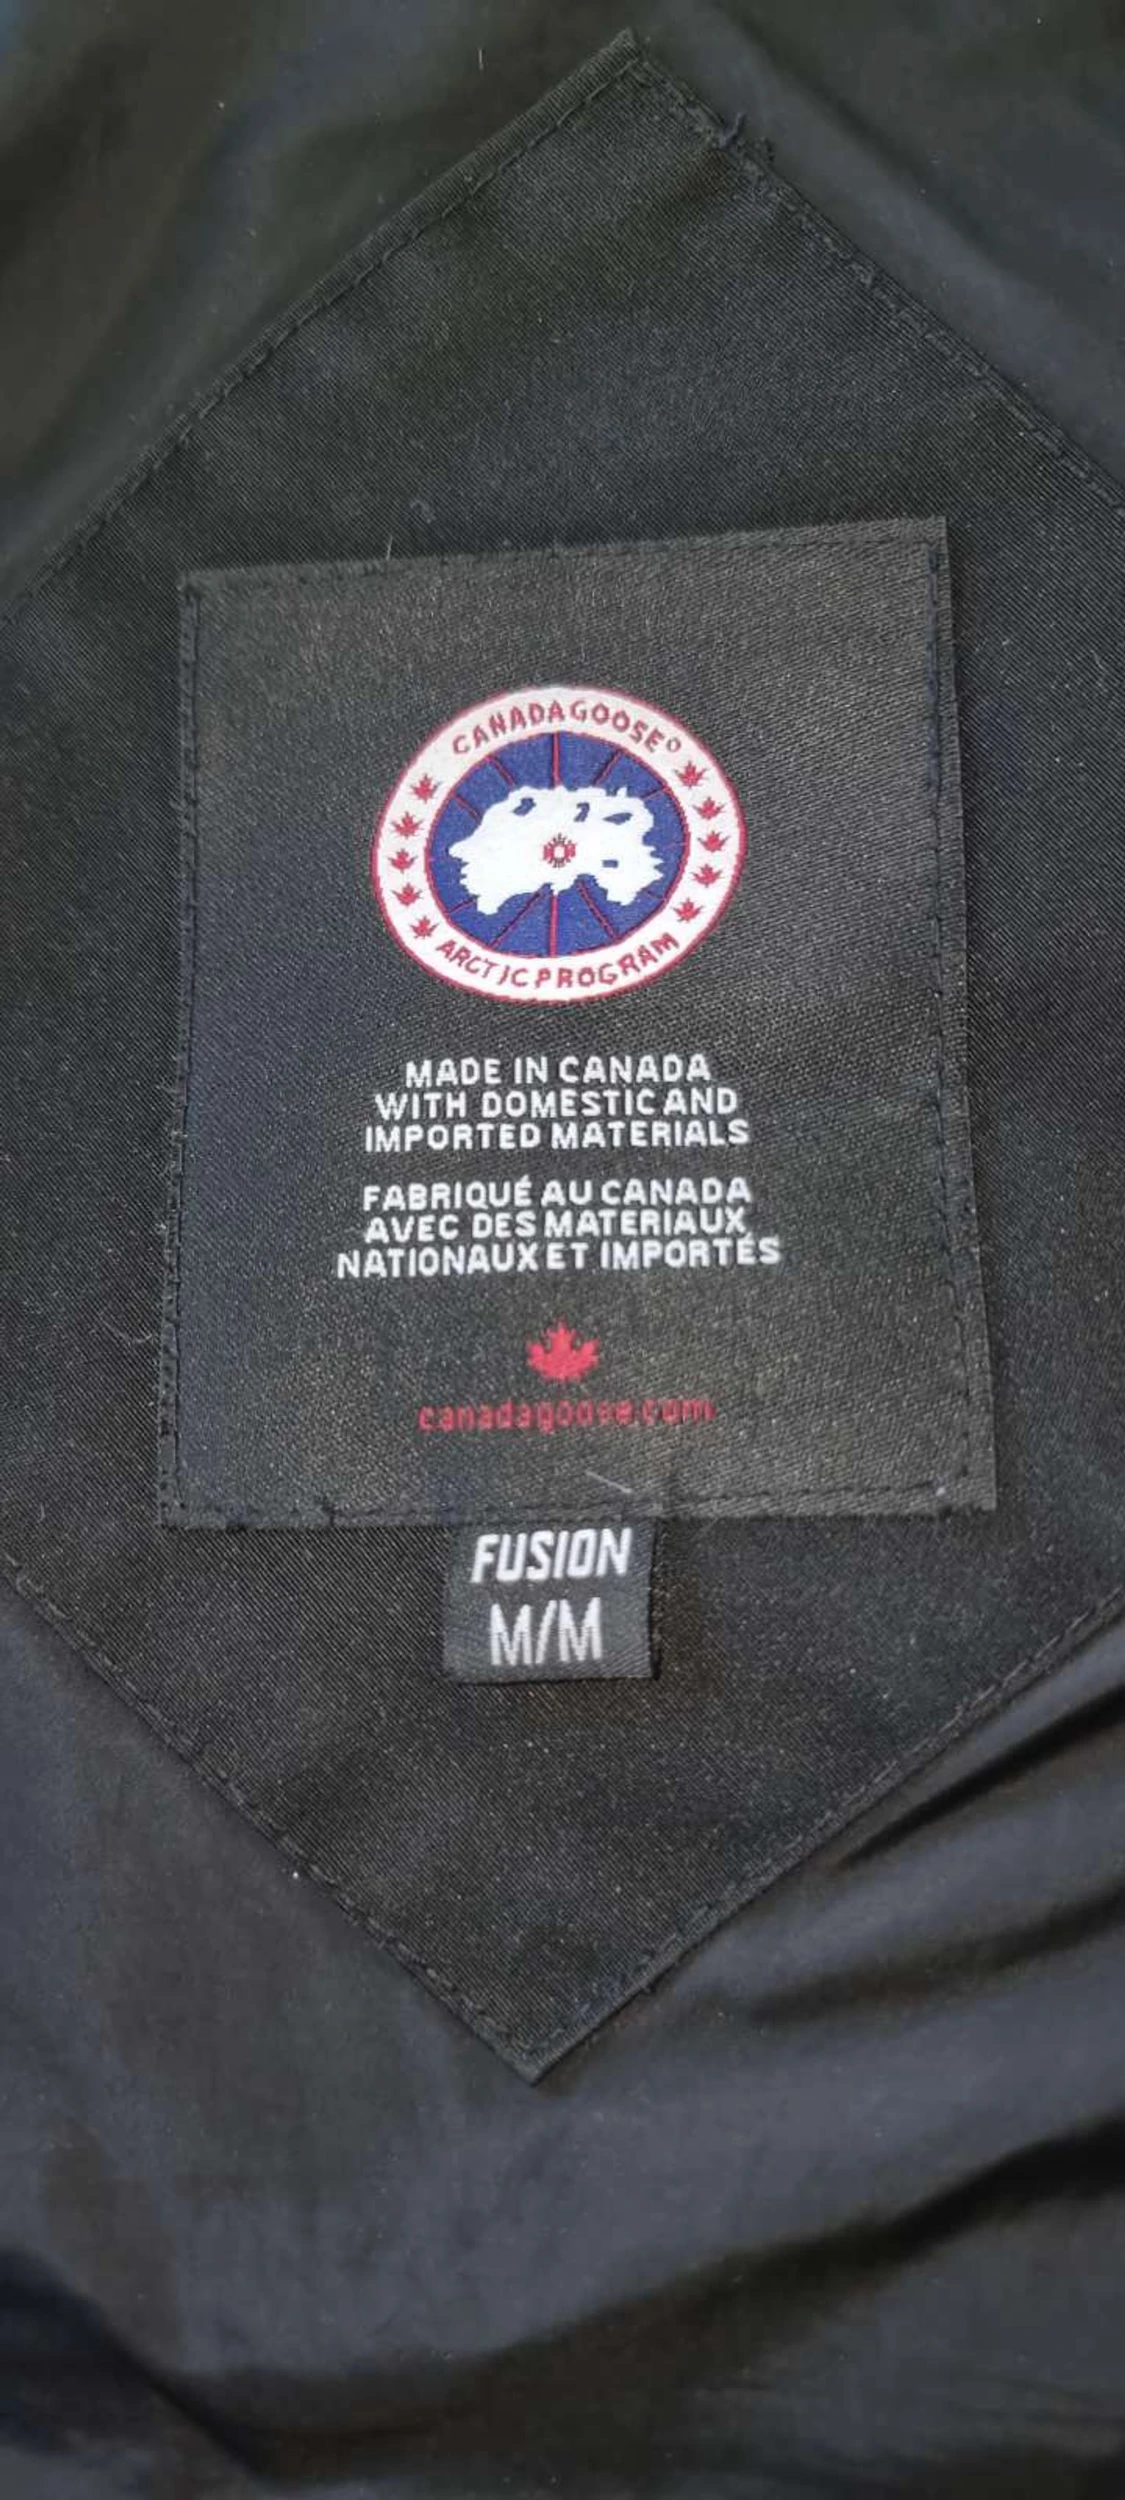 CANADA GOOSE®
ARCTIC PROGRAM
MADE IN CANADA
WITH DOMESTIC AND
IMPORTED MATERIALS
FABRIQUÉ AU CANADA
AVEC DES MATERIAUX
NATIONAUX ET IMPORTÉS
canadagoose.com
FUSION
M/M